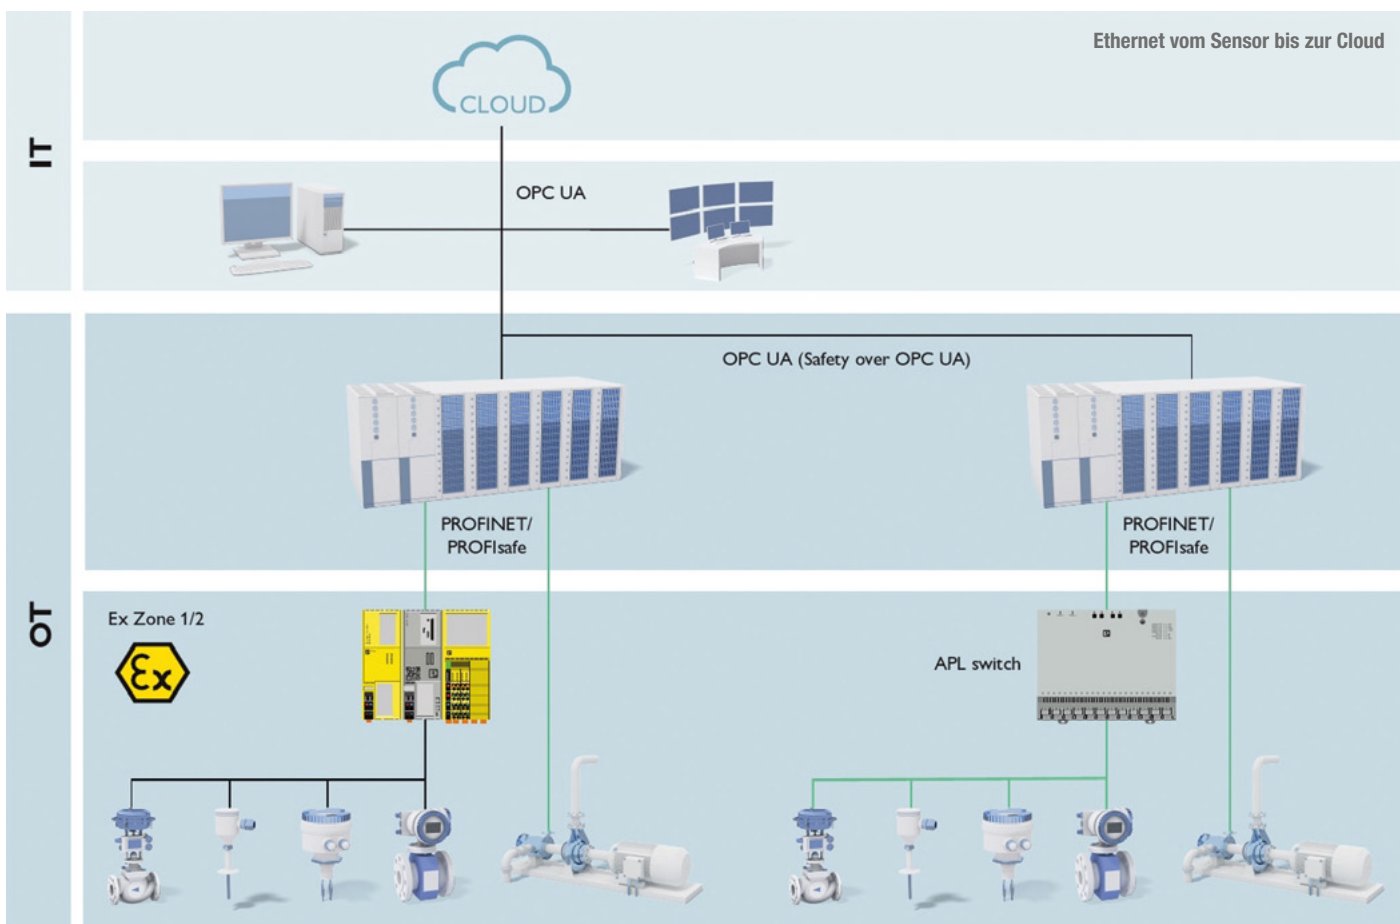 Ethernet vom Sensor bis zur Cloud
CLOUD
IT
OPC UA
OPC UA (Safety over OPC UA)
PROFINET/
PROFIsafe
PROFINET/
PROFIsafe
OT
Ex Zone 1/2
Ex
APL switch